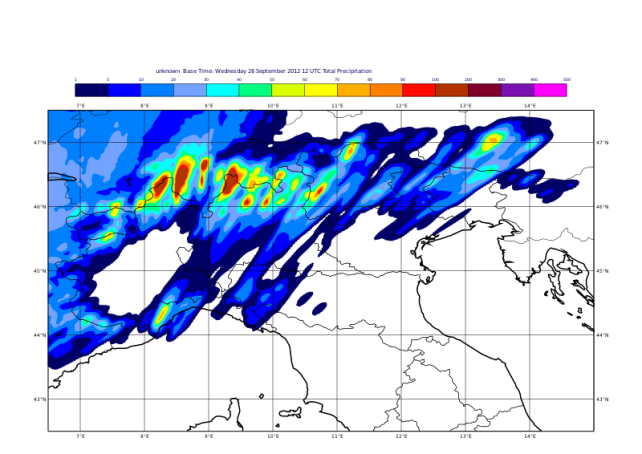 unknown Base Time: Wednesday 26 September 2012 12 UTC Total Precipitation
1 5 10 20 30 40 50 60 70 80 90 100 200 300 400 500
7°E 8°E 9°E 10°E 11°E 12°E 13°E 14°E
47°N 47°N
46°N 46°N
45°N 45°N
44°N 44°N
43°N 43°N
7°E 8°E 9°E 10°E 11°E 12°E 13°E 14°E